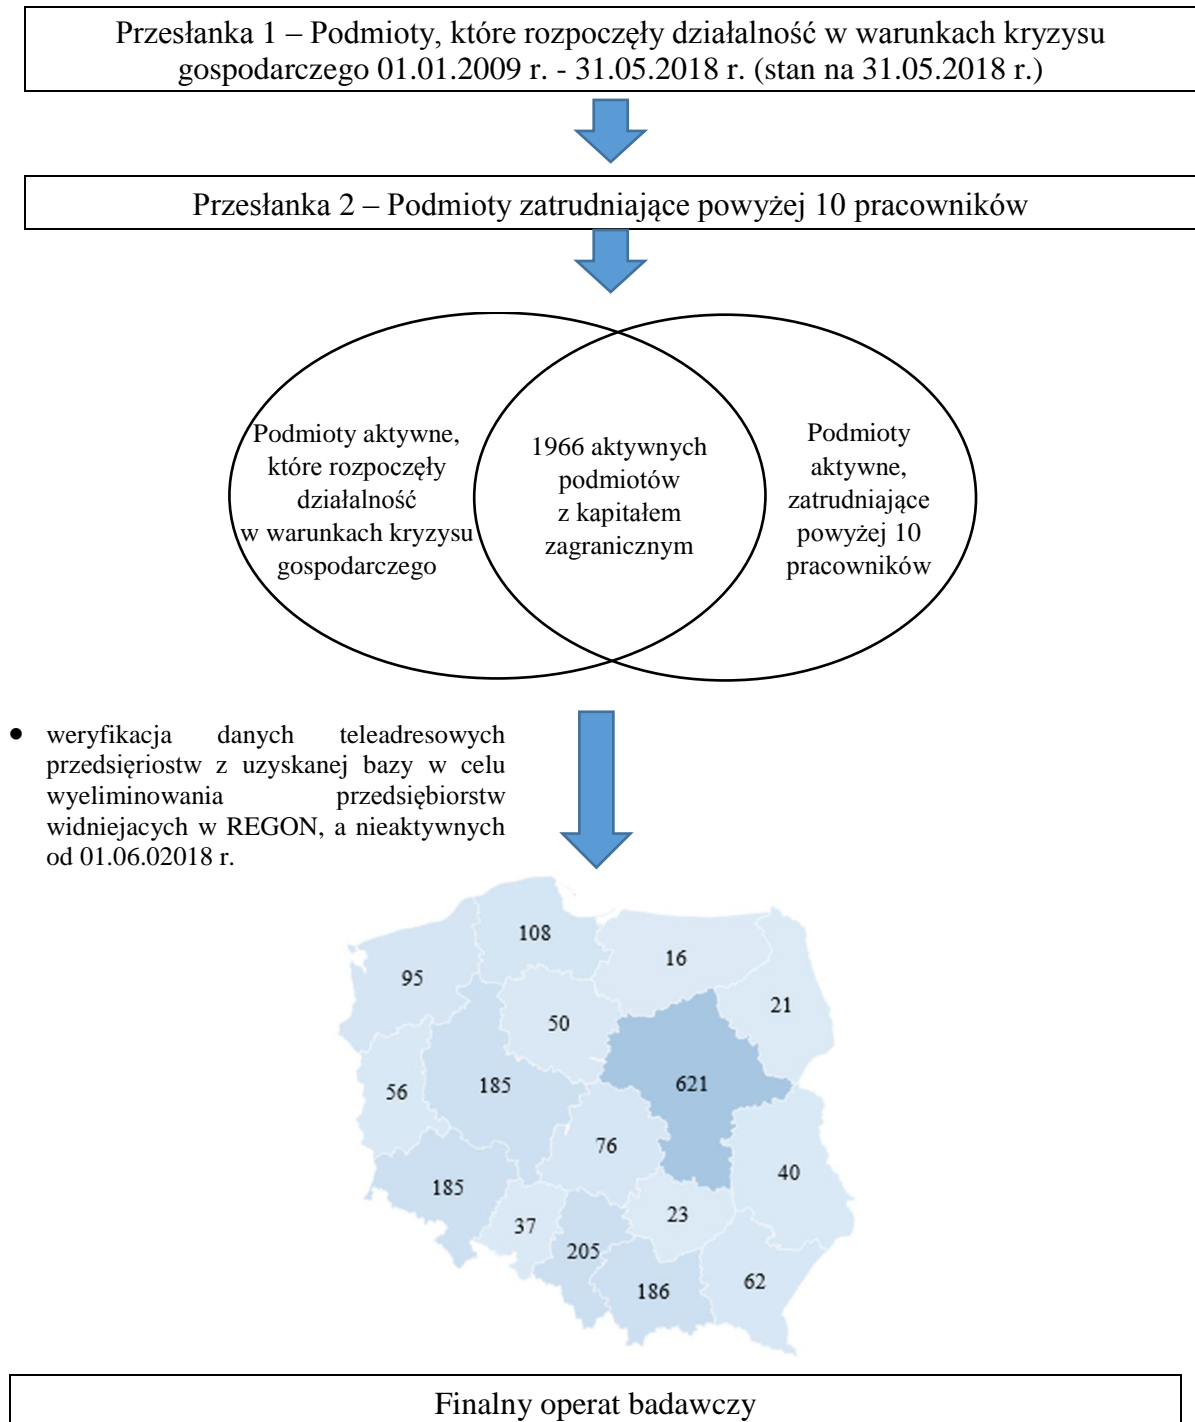 Przesłanka 1 – Podmioty, które rozpoczęły działalność w warunkach kryzysu
gospodarczego 01.01.2009 r. - 31.05.2018 r. (stan na 31.05.2018 r.)
Przesłanka 2 – Podmioty zatrudniające powyżej 10 pracowników
Podmioty aktywne,
które rozpoczęły
działalność
w warunkach kryzysu
gospodarczego
1966 aktywnych
podmiotów
z kapitałem
zagranicznym
Podmioty
aktywne,
zatrudniające
powyżej 10
pracowników
• weryfikacja danych teleadresowych
przedsięriostw z uzyskanej bazy w celu
wyeliminowania przedsiębiorstw
widniejacych w REGON, a nieaktywnych
od 01.06.02018 r.
108
16
95
21
50
621
185
56
76
40
185
23
37
205
62
186
Finalny operat badawczy